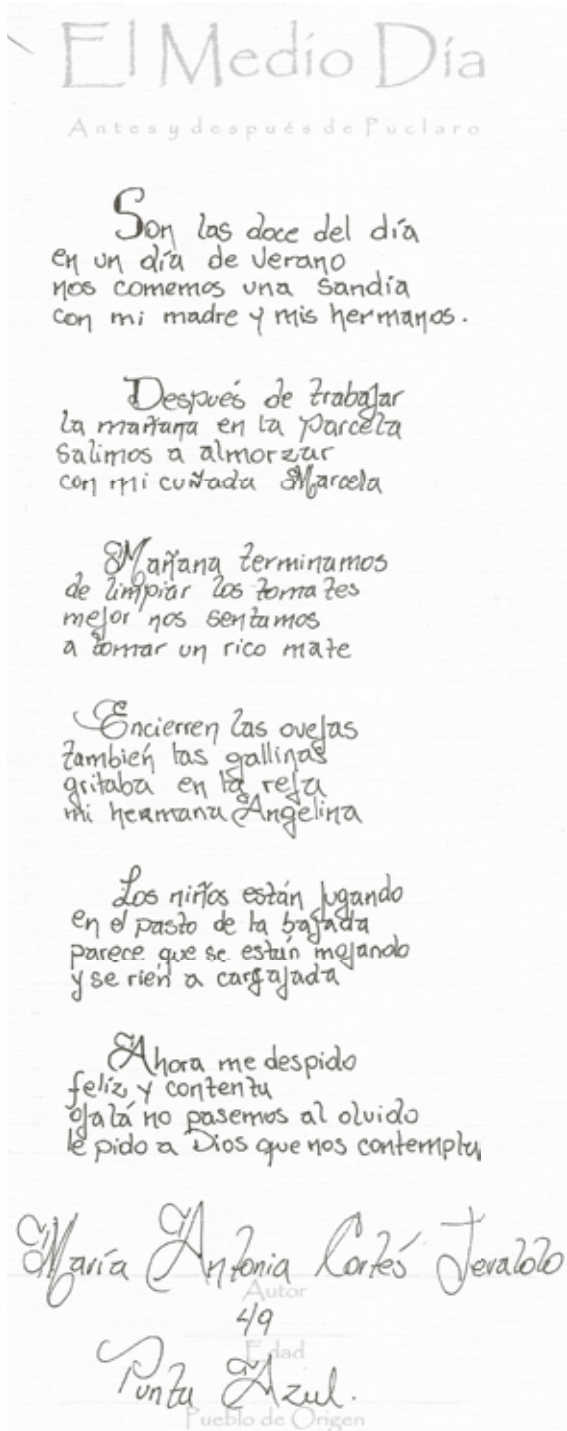 El Medio Día
Antes y después de Puclaro
Son las doce del día
en un día de verano
nos comemos una sandía
con mi madre y mis hermanos.
Después de trabajar
la mañana en la parcela
salimos a almorzar
con mi cuñada Marcela
Mañana terminamos
de limpiar los tomates
mejor nos sentamos
a tomar un rico mate
Encierren las ovejas
también las gallinas
gritaba en la reja
mi hermana Angelina
Los niños están jugando
en el pasto de la bajada
parece que se están mojando
y se ríen a cargajada
Ahora me despido
feliz y contenta
ojalá no pasemos al olvido
le pido a Dios que nos contempla
María Antonia Cortés
Autor
49
Edad
Punta Azul.
Pueblo de Origen